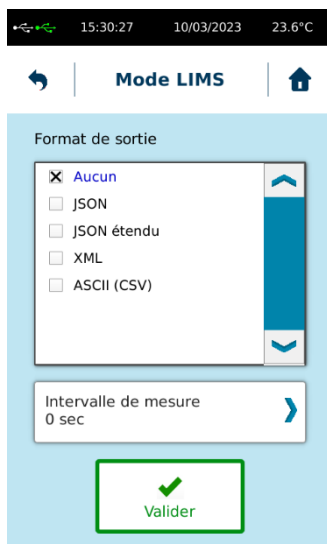 15:30:27 10/03/2023 23.6°C
Mode LIMS
Format de sortie
Aucun
JSON
JSON étendu
XML
ASCII (CSV)
Intervalle de mesure
0 sec
Valider